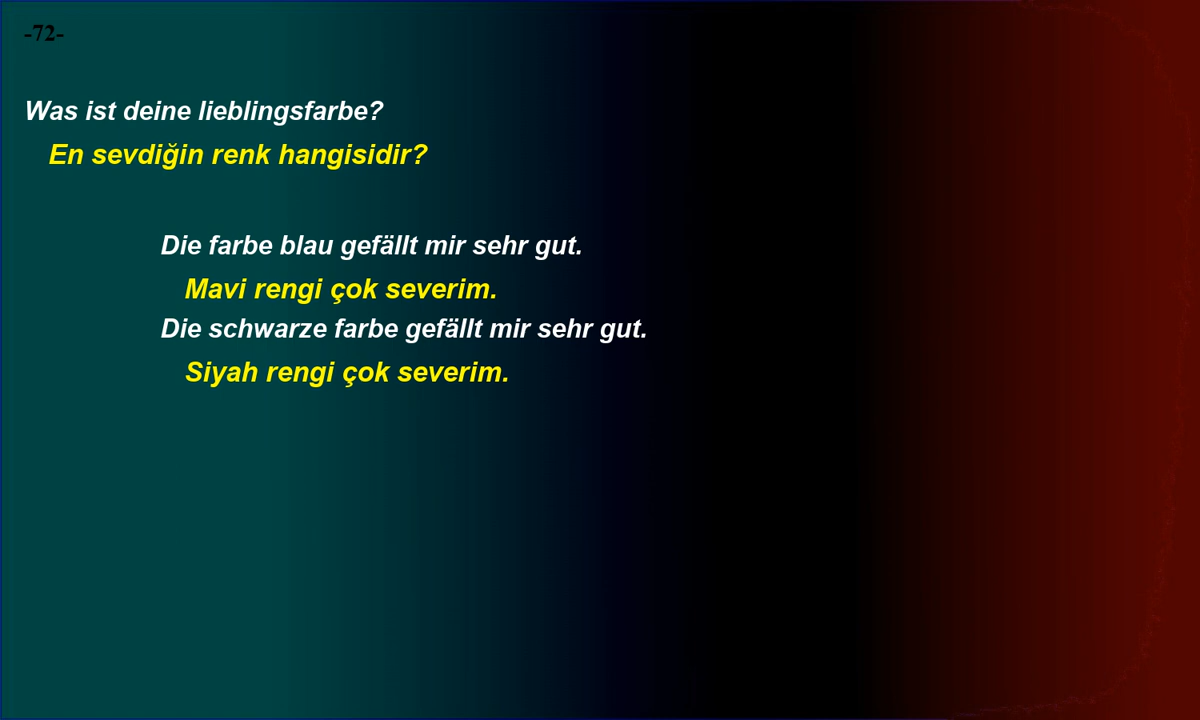 -72-
Was ist deine lieblingsfarbe?
En sevdiğin renk hangisidir?
Die farbe blau gefällt mir sehr gut.
Mavi rengi çok severim.
Die schwarze farbe gefällt mir sehr gut.
Siyah rengi çok severim.